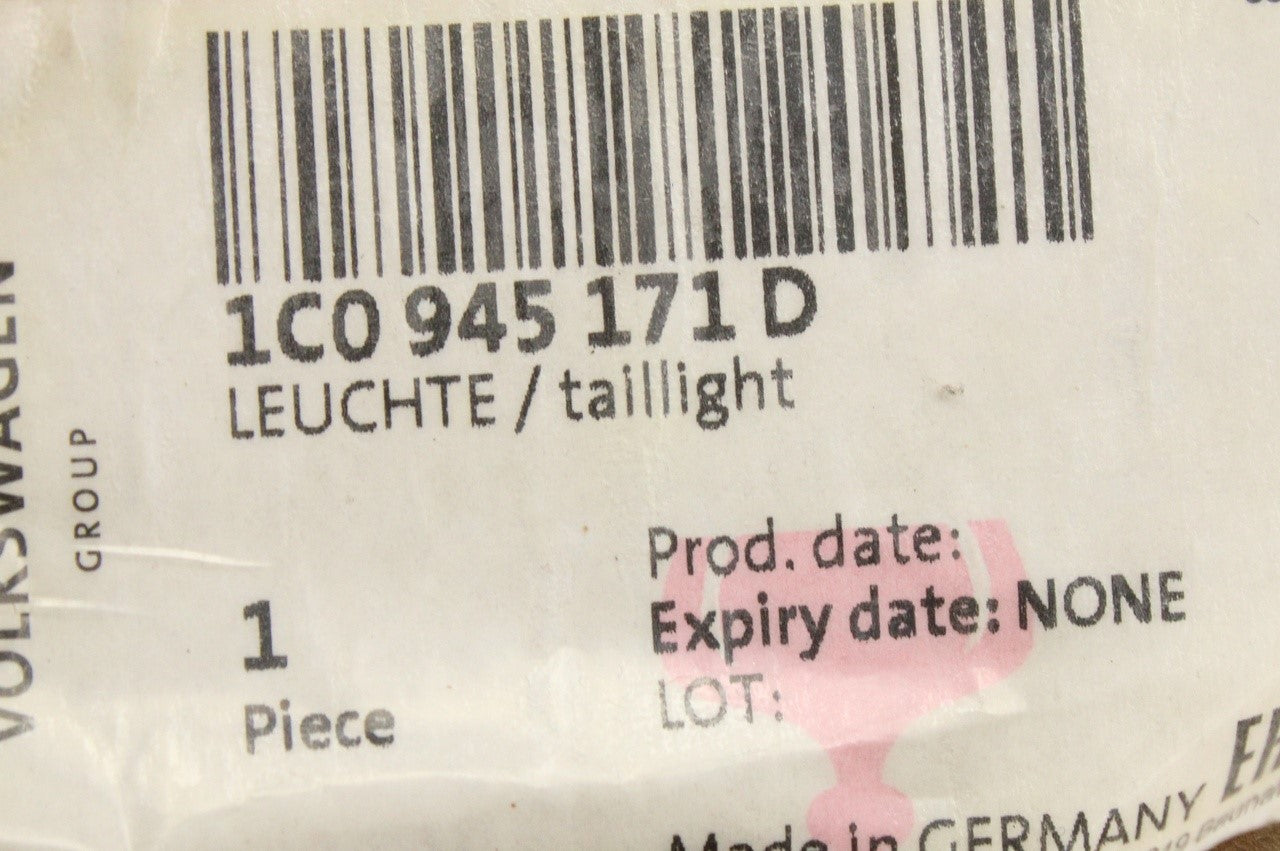 VOLKSWAGEN
GROUP
1C0 945 171 D
LEUCHTE / taillight
1
Piece
Prod. date:
Expiry date: NONE
LOT:
Made in GERMANY